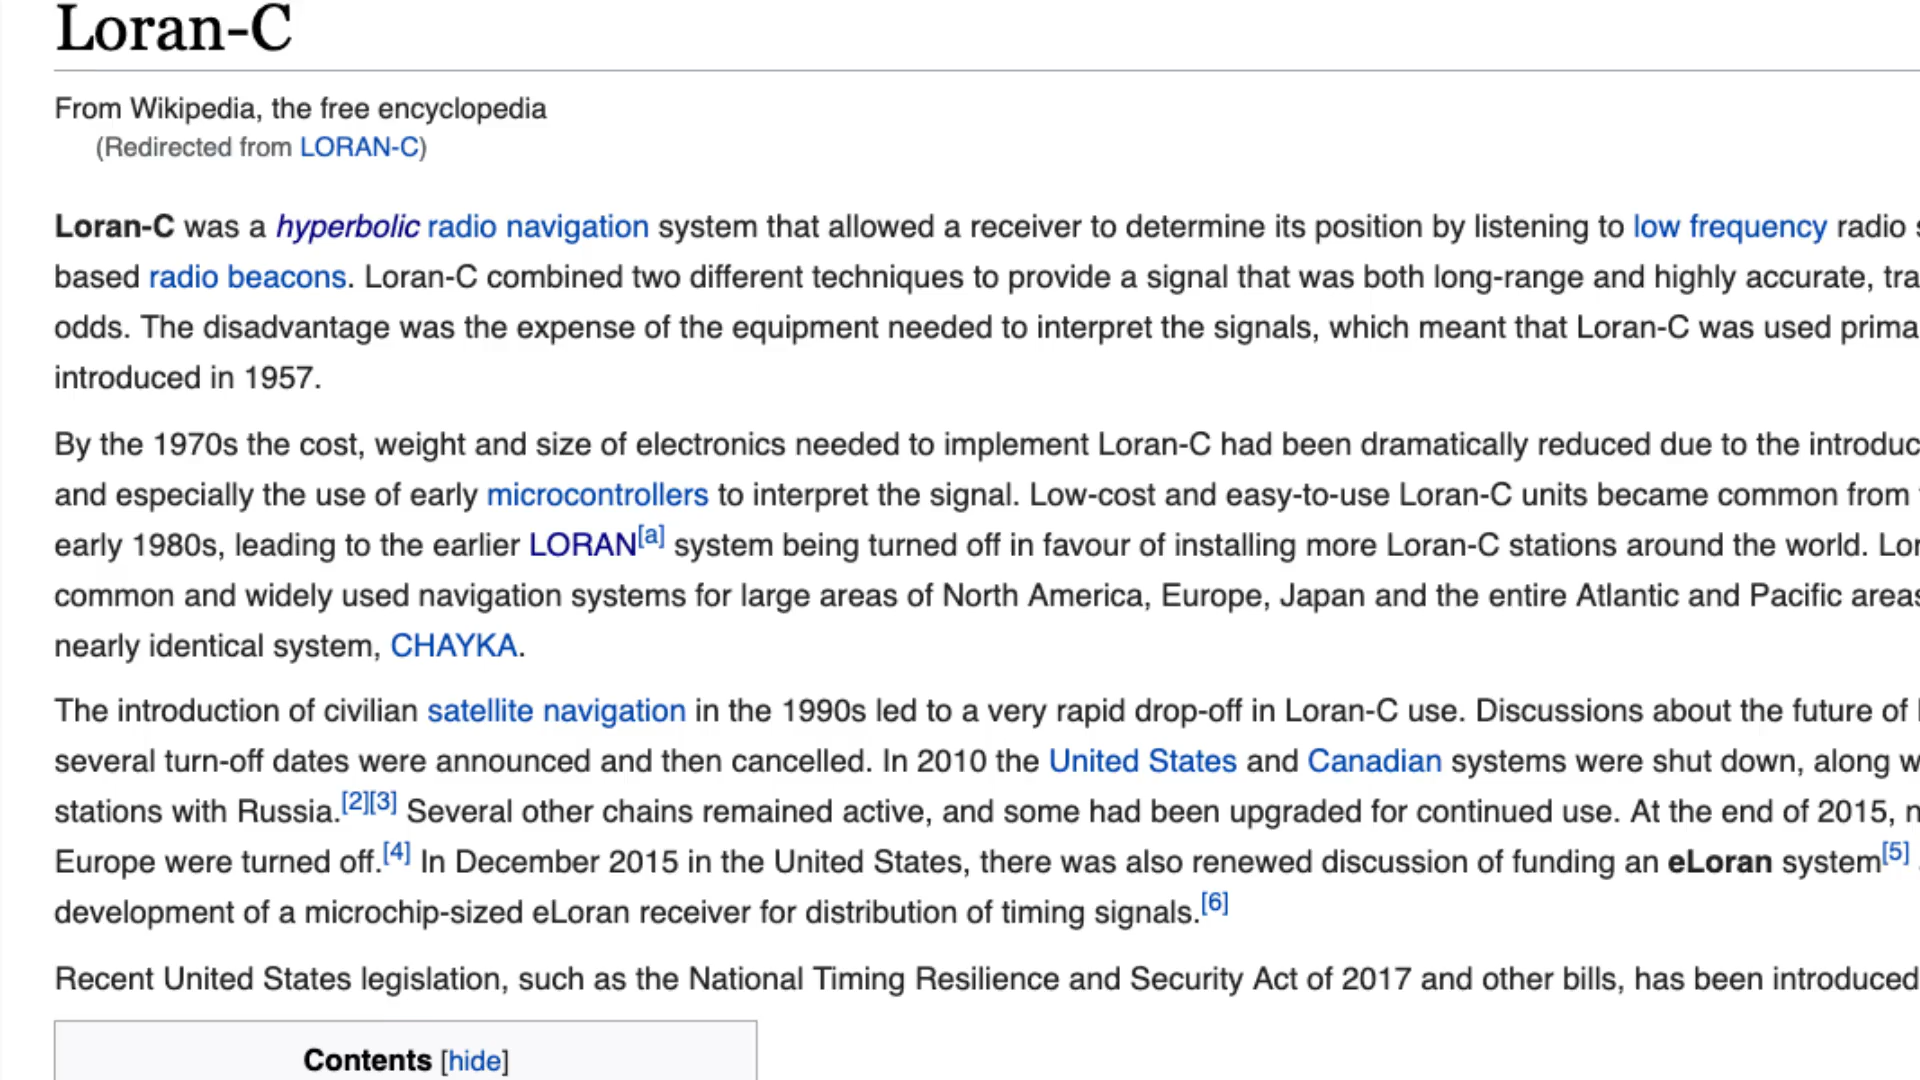 Loran-C
From Wikipedia, the free encyclopedia
(Redirected from LORAN-C)
Loran-C was a hyperbolic radio navigation system that allowed a receiver to determine its position by listening to low frequency radio
based radio beacons. Loran-C combined two different techniques to provide a signal that was both long-range and highly accurate,
odds. The disadvantage was the expense of the equipment needed to interpret the signals, which meant that Loran-C was used
introduced in 1957.
By the 1970s the cost, weight and size of electronics needed to implement Loran-C had been dramatically reduced due to the
and especially the use of early microcontrollers to interpret the signal. Low-cost and easy-to-use Loran-C units became common from
early 1980s, leading to the earlier LORAN[a] system being turned off in favour of installing more Loran-C stations around the world.
common and widely used navigation systems for large areas of North America, Europe, Japan and the entire Atlantic and Pacific areas
nearly identical system, CHAYKA.
The introduction of civilian satellite navigation in the 1990s led to a very rapid drop-off in Loran-C use. Discussions about the future of
several turn-off dates were announced and then cancelled. In 2010 the United States and Canadian systems were shut down, along
stations with Russia.[2][3] Several other chains remained active, and some had been upgraded for continued use. At the end of 2015,
Europe were turned off.[4] In December 2015 in the United States, there was also renewed discussion of funding an eLoran system[5]
development of a microchip-sized eLoran receiver for distribution of timing signals.[6]
Recent United States legislation, such as the National Timing Resilience and Security Act of 2017 and other bills, has been introduced
Contents [hide]